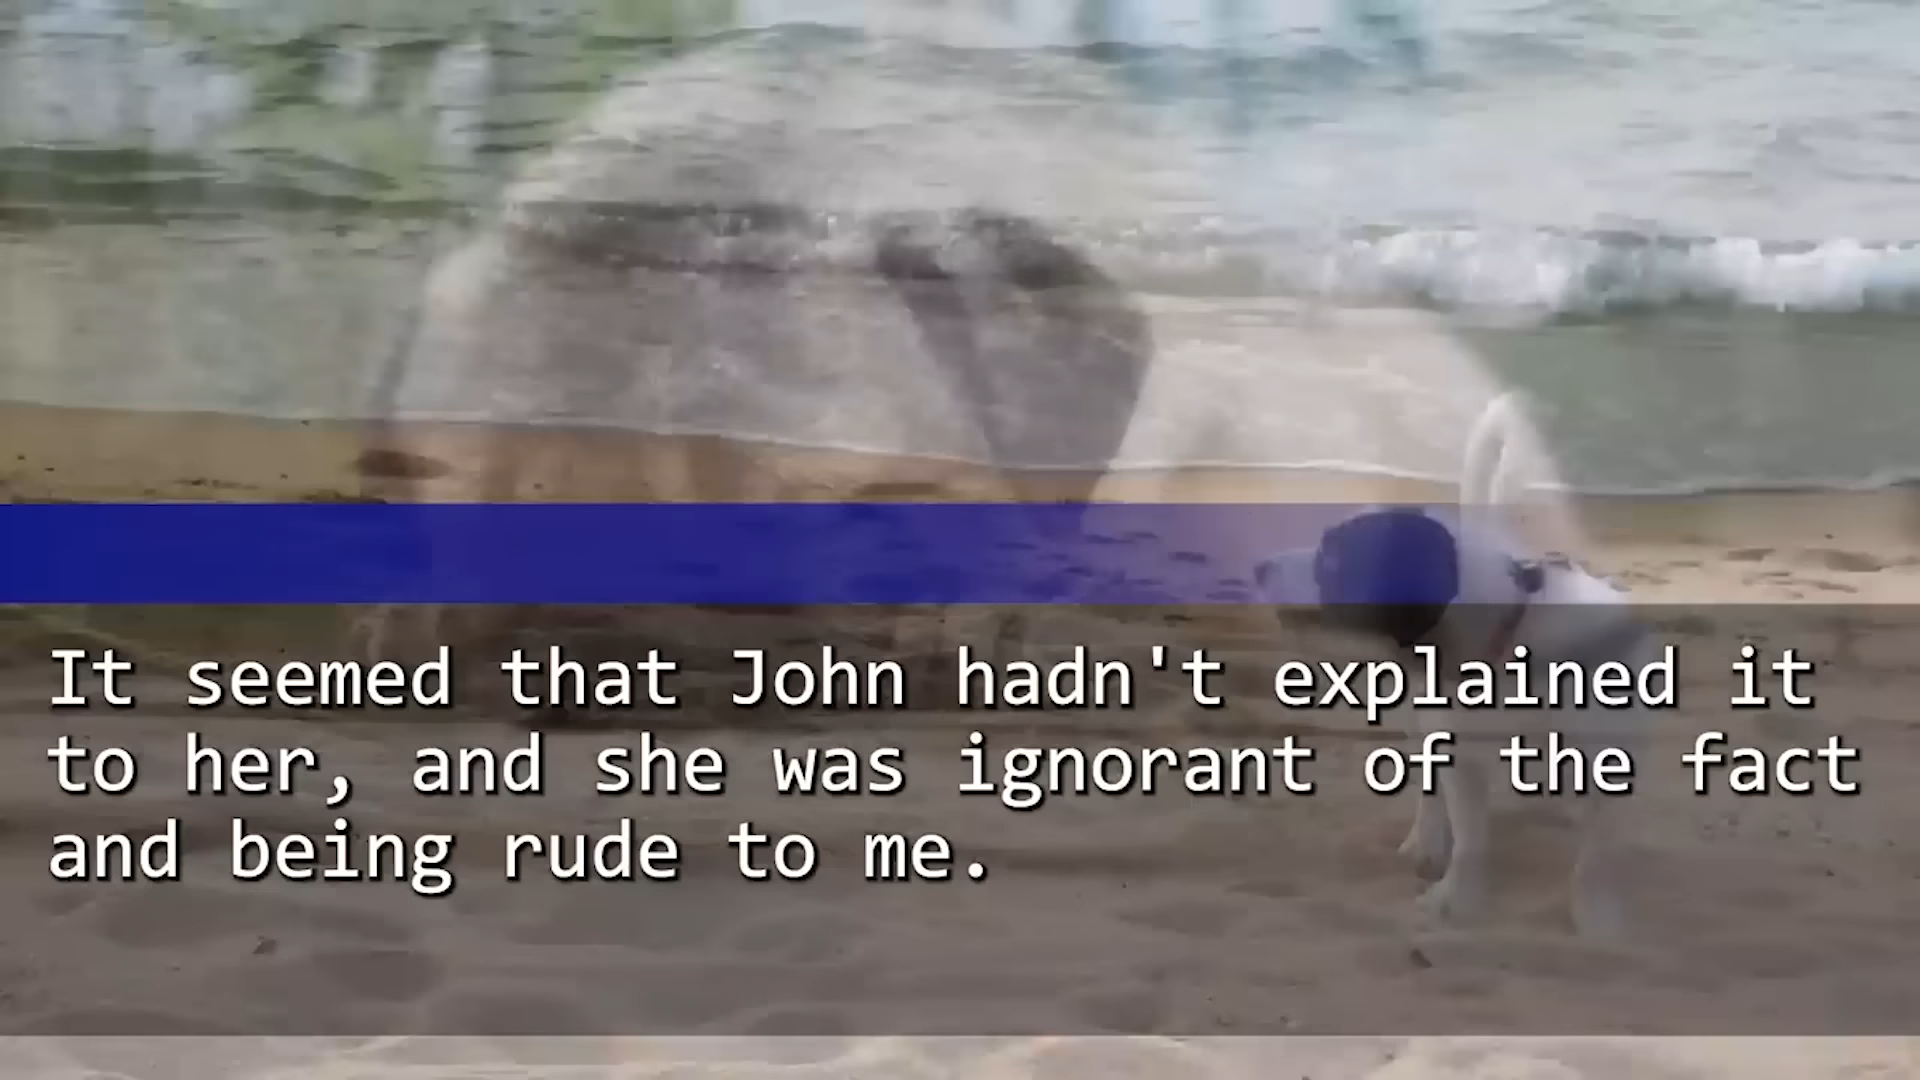 It seemed that John hadn't explained it
to her, and she was ignorant of the fact
and being rude to me.